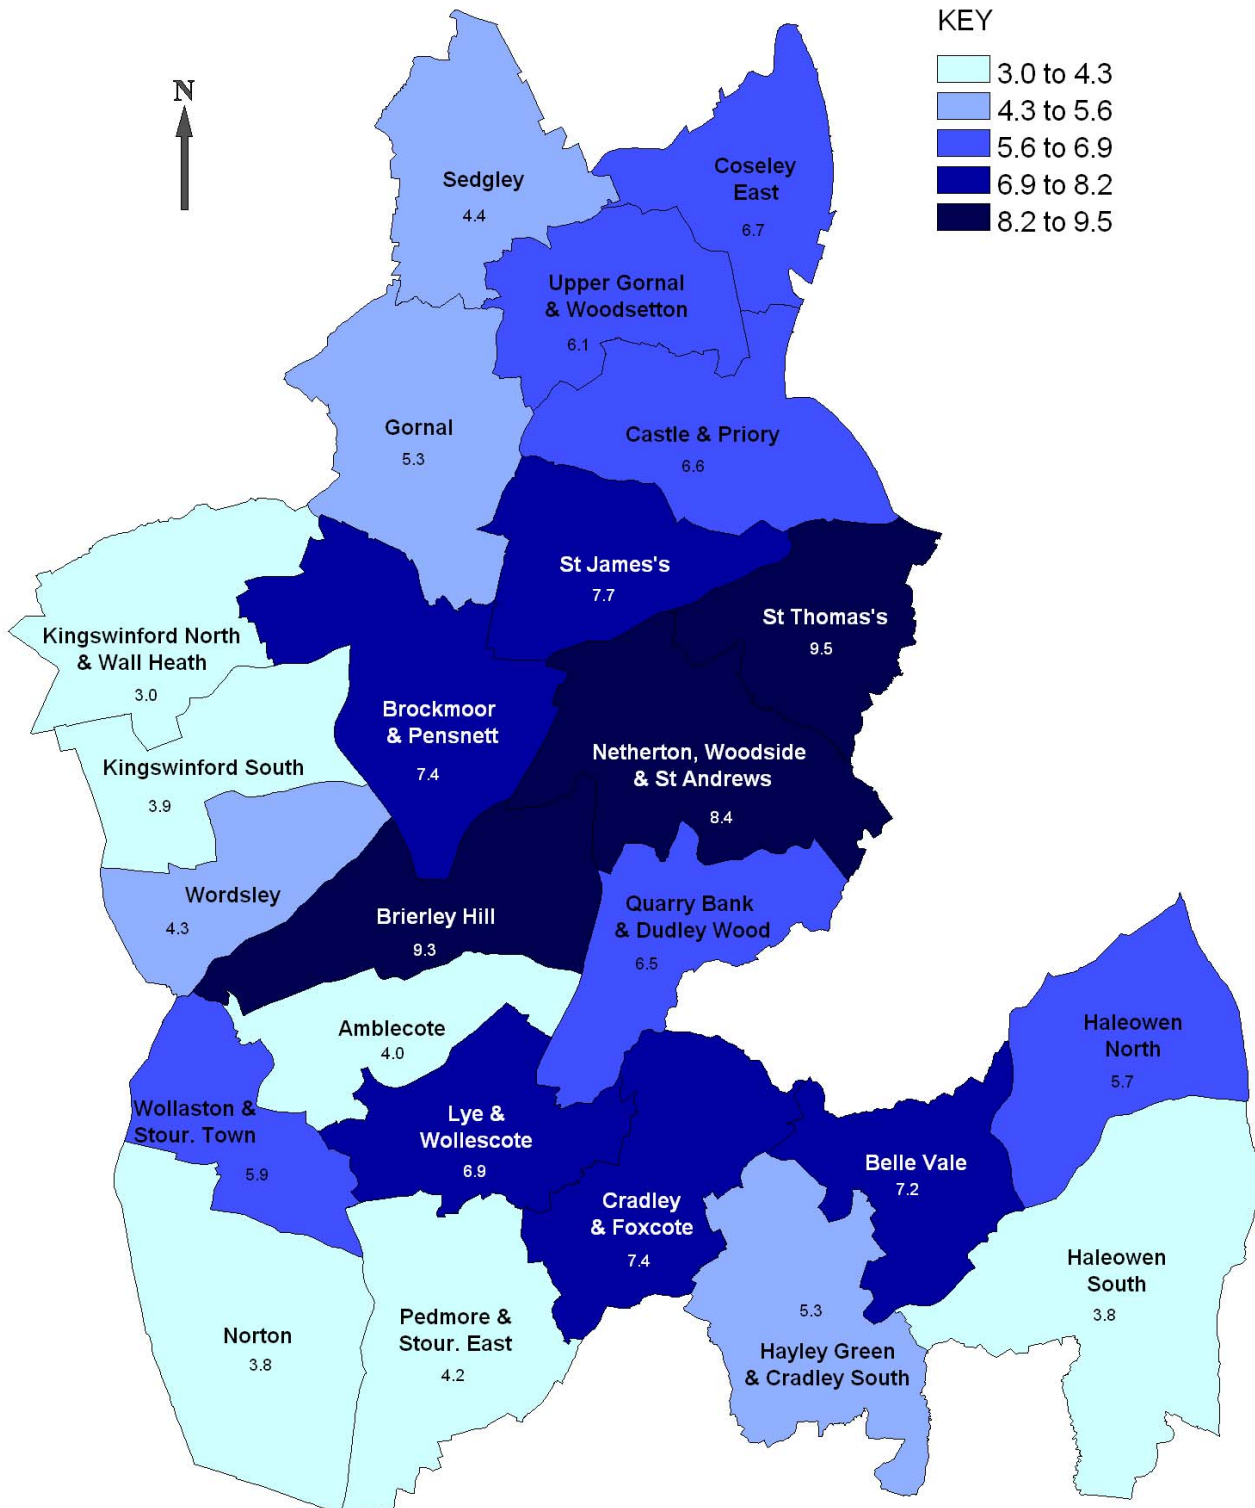 KEY
3.0 to 4.3
4.3 to 5.6
5.6 to 6.9
6.9 to 8.2
8.2 to 9.5
N
Sedgley
4.4
Coseley
East
6.7
Upper Gornal
& Woodsetton
6.1
Gornal
5.3
Castle & Priory
6.6
St James's
7.7
St Thomas's
9.5
Kingswinford North
& Wall Heath
3.0
Brockmoor
& Pensnett
7.4
Netherton, Woodside
& St Andrews
8.4
Kingswinford South
3.9
Wordsley
4.3
Brierley Hill
9.3
Quarry Bank
& Dudley Wood
6.5
Amblecote
4.0
Haleowen
North
5.7
Wollaston &
Stour. Town
5.9
Lye &
Wollescote
6.9
Belle Vale
7.2
Cradley
& Foxcote
7.4
Haleowen
South
3.8
Norton
3.8
Pedmore &
Stour. East
4.2
5.3
Hayley Green
& Cradley South